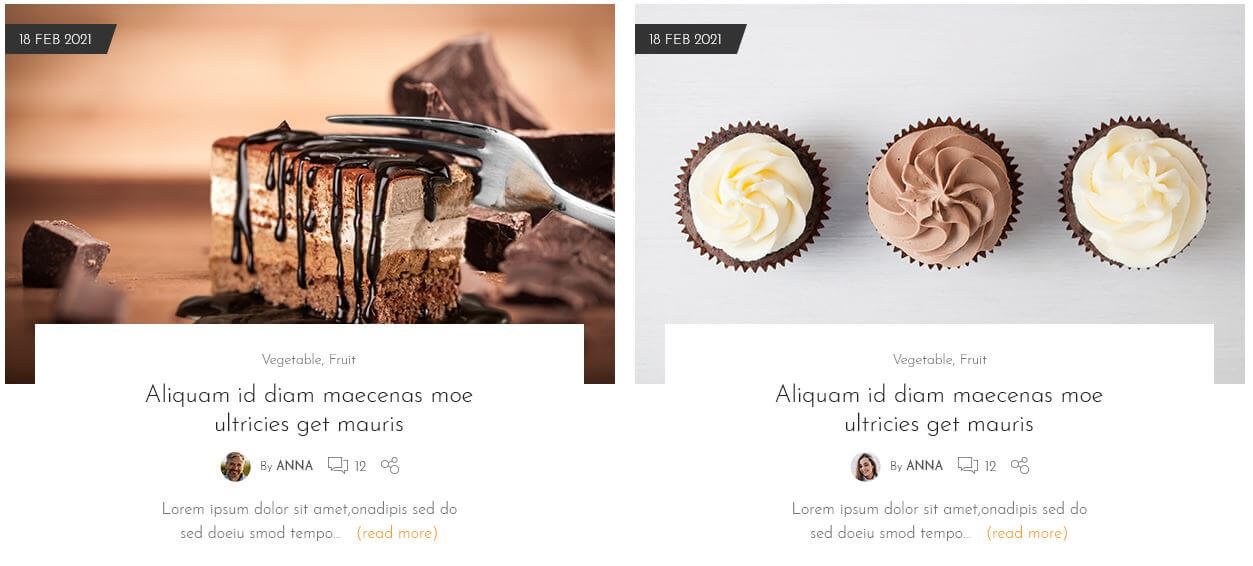 18 FEB 2021
Vegetable, Fruit
Aliquam id diam maecenas moe
ultricies get mauris
By ANNA 12
Lorem ipsum dolor sit amet,onadipis sed do
sed doeiu smod tempo... (read more)
18 FEB 2021
Vegetable, Fruit
Aliquam id diam maecenas moe
ultricies get mauris
By ANNA 12
Lorem ipsum dolor sit amet,onadipis sed do
sed doeiu smod tempo... (read more)